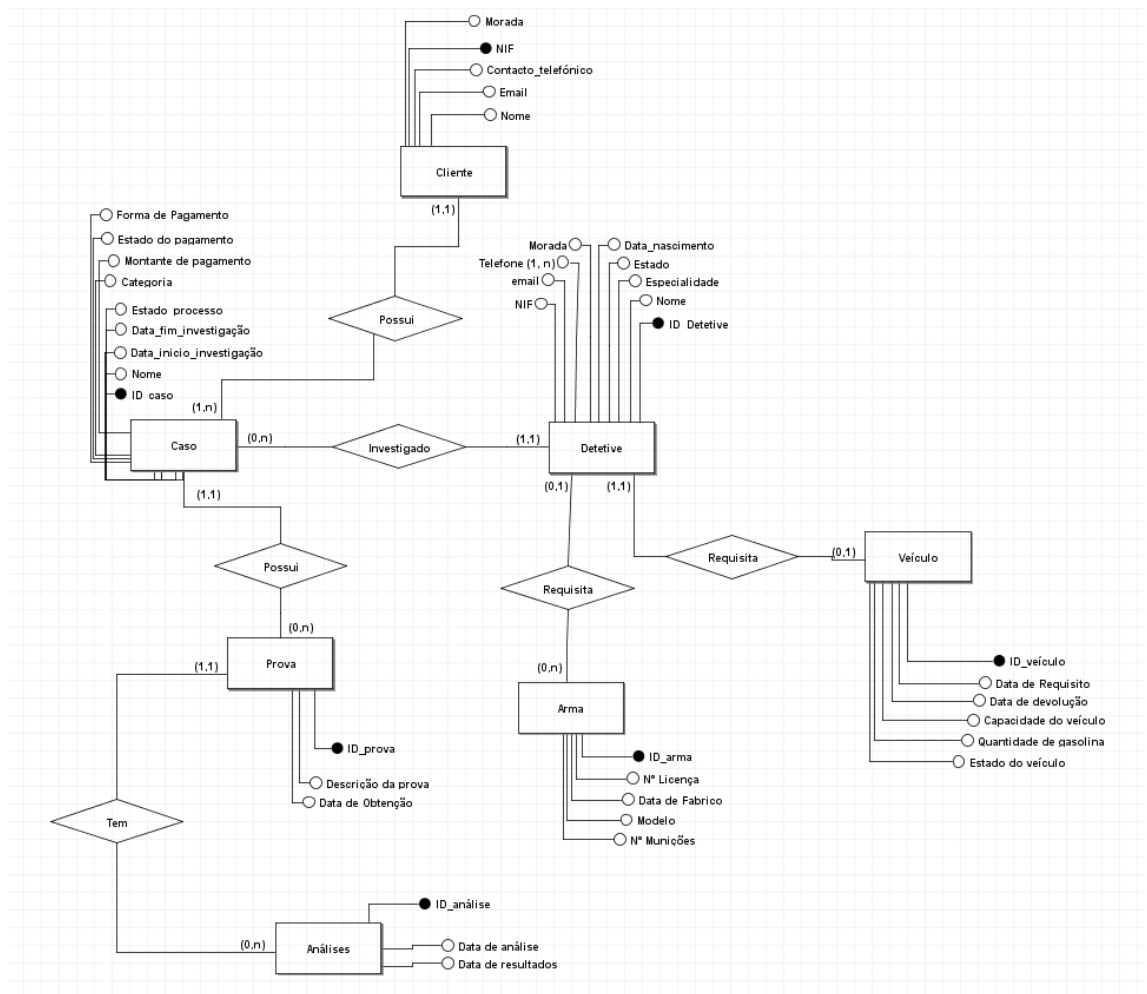 Morada
NIF
Contacto_telefónico
Email
Nome
Cliente
(1,1)
Possui
(1,n)
Forma de Pagamento
Estado do pagamento
Montante de pagamento
Categoria
Estado processo
Data_fim_investigação
Data_inicio_investigação
Nome
ID caso
Caso
(0,n)
Investigado
(1,1)
Morada
Telefone (1, n)
email
NIF
Data_nascimento
Estado
Especialidade
Nome
ID Detetive
Detetive
(0,1)
(1,1)
Requisita
(0,1)
Veículo
ID_veículo
Data de Requisito
Data de devolução
Capacidade do veículo
Quantidade de gasolina
Estado do veículo
Requisita
(0,n)
Arma
ID_arma
Nº Licença
Data de Fabrico
Modelo
Nº Munições
(1,1)
Possui
(0,n)
Prova
ID_prova
Descrição da prova
Data de Obtenção
(1,1)
Tem
(0,n)
Análises
ID_análise
Data de análise
Data de resultados